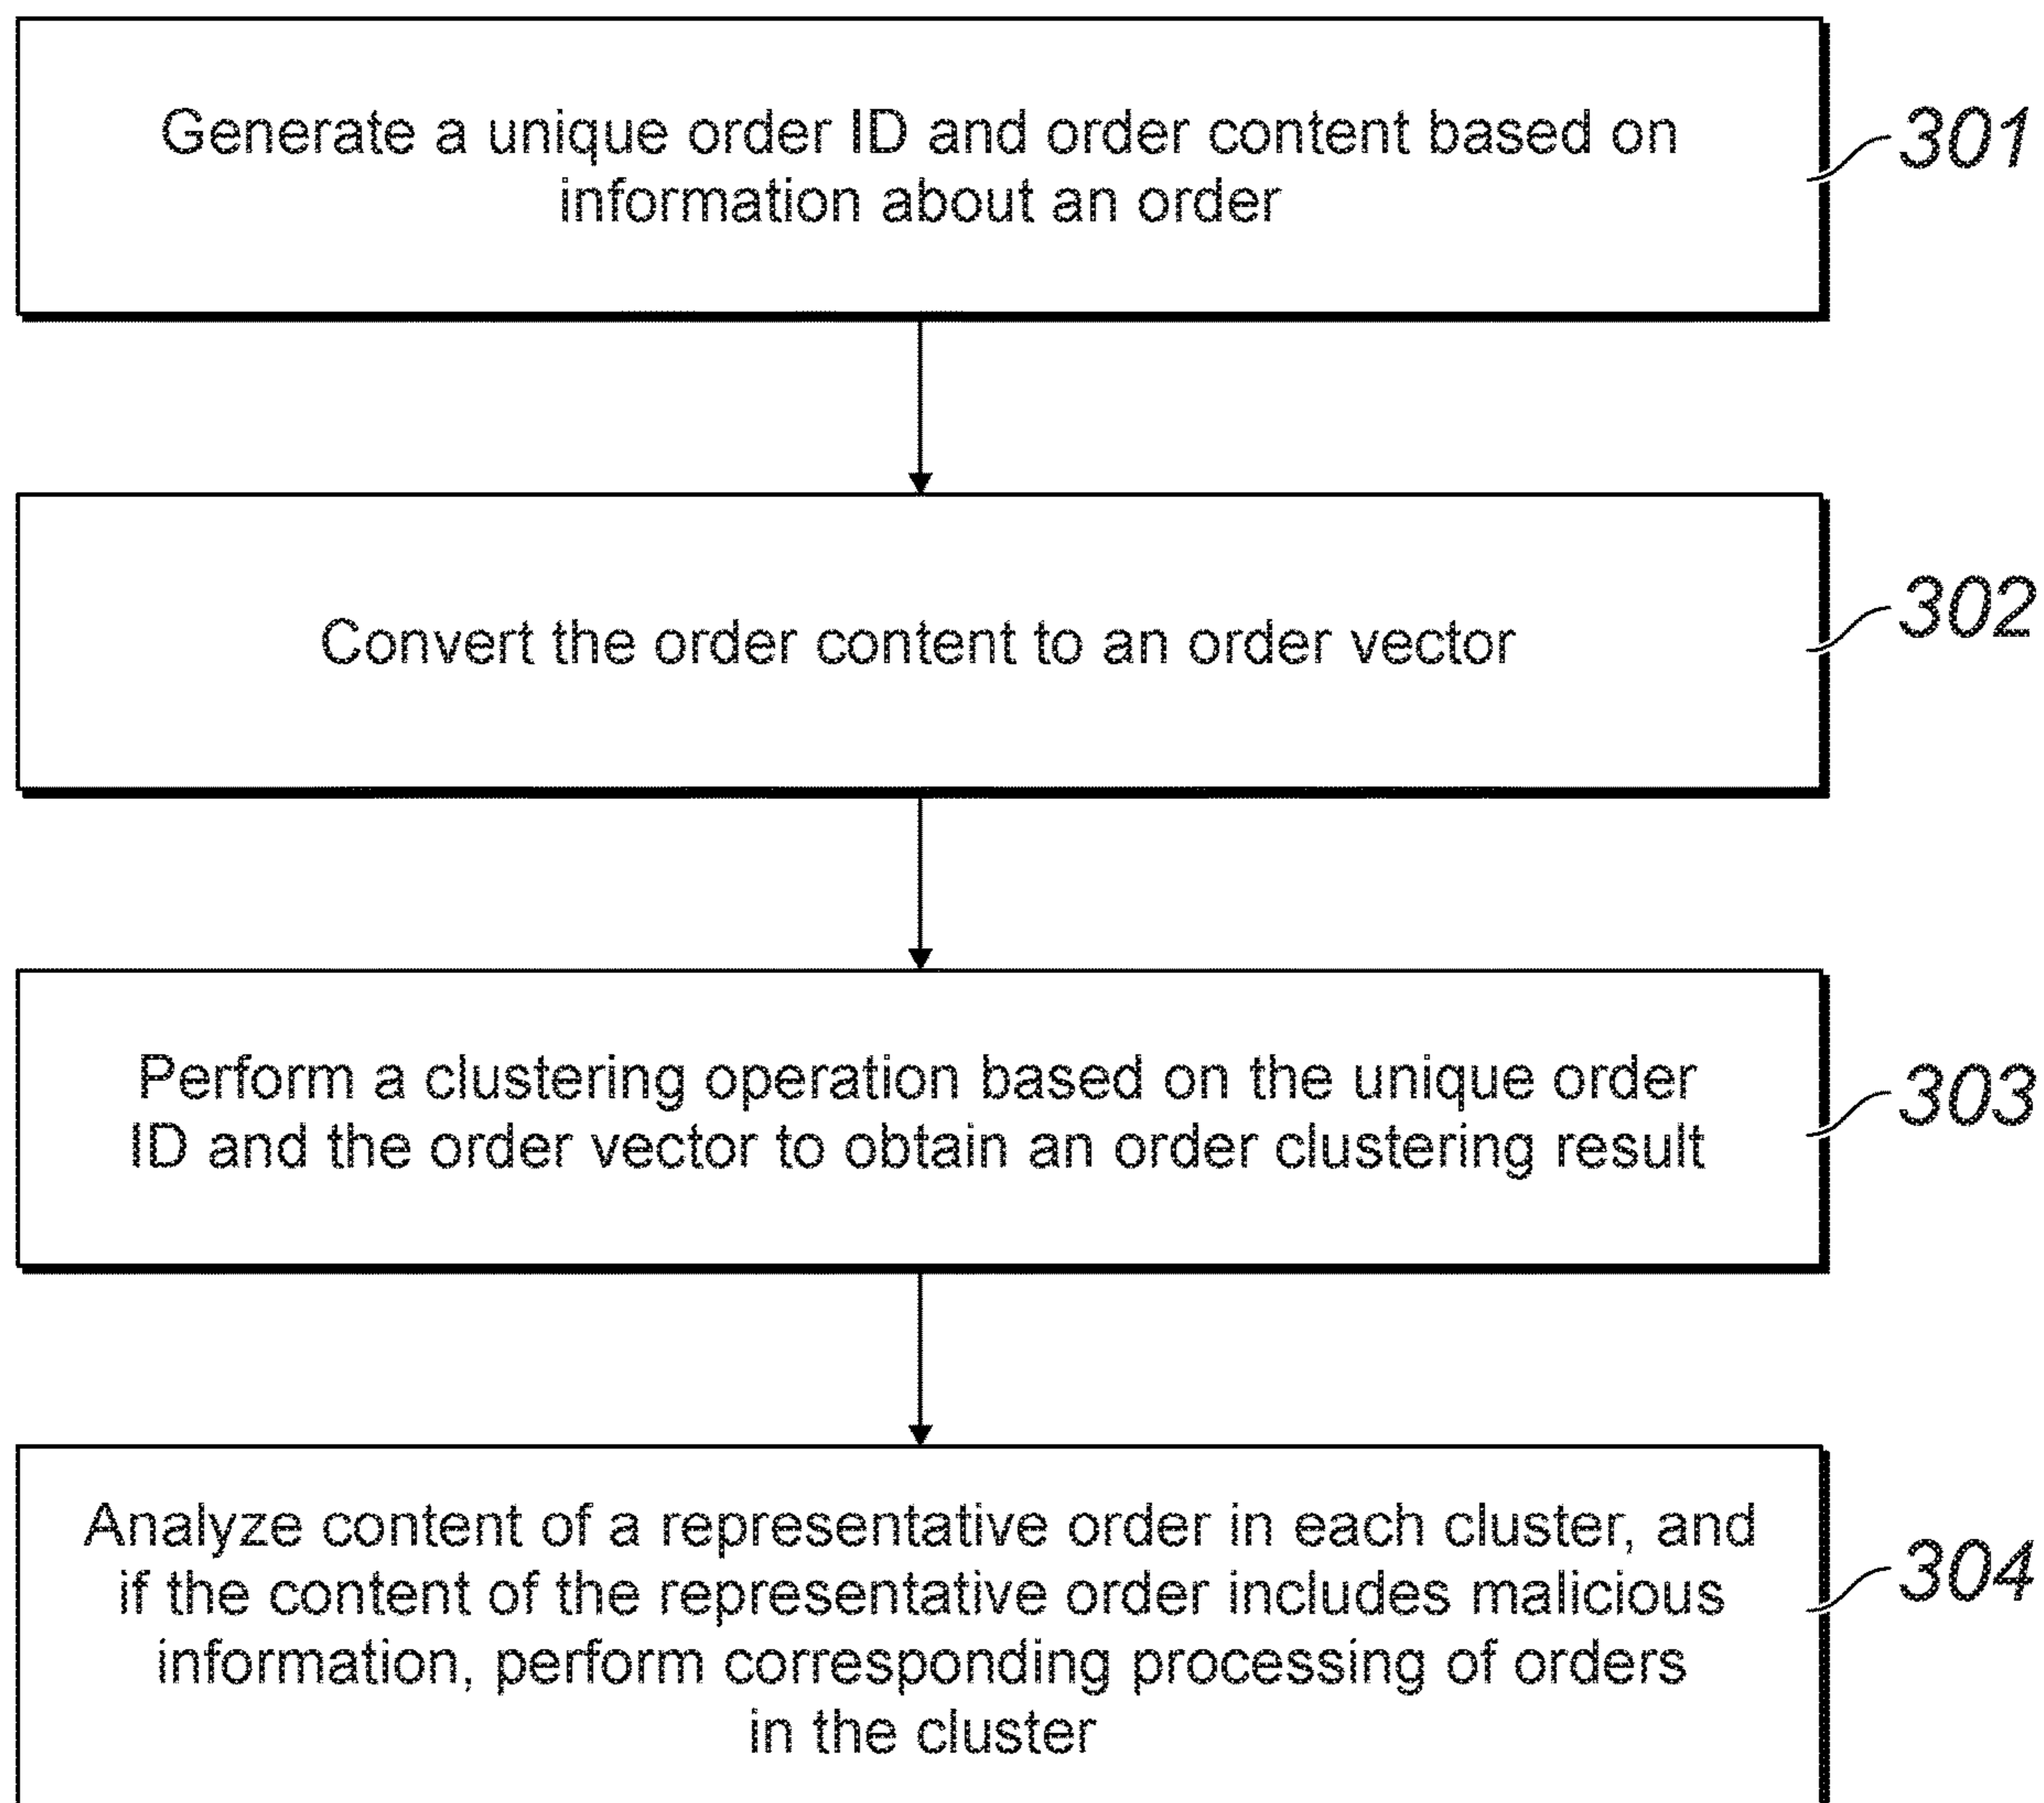 Generate a unique order ID and order content based on
information about an order
301
Convert the order content to an order vector
302
Perform a clustering operation based on the unique order
ID and the order vector to obtain an order clustering result
303
Analyze content of a representative order in each cluster, and
if the content of the representative order includes malicious
information, perform corresponding processing of orders
in the cluster
304